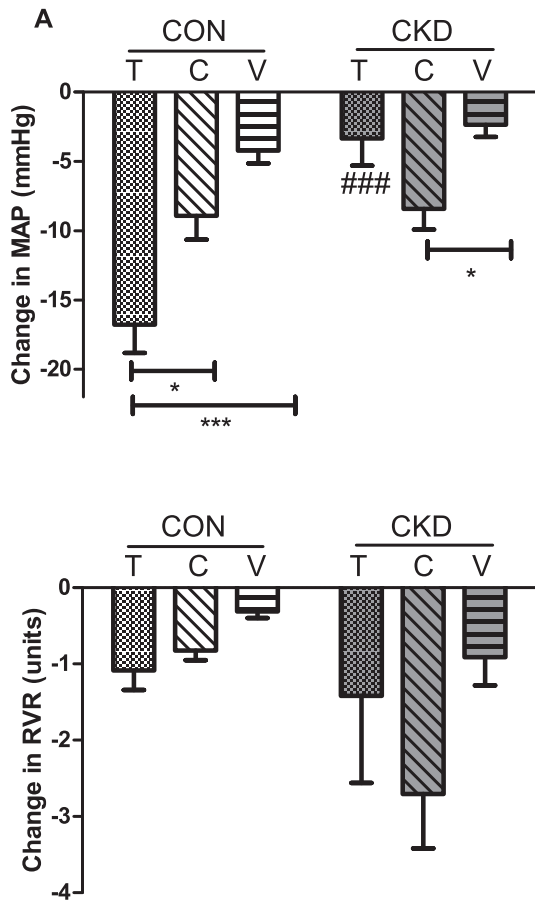 A
CON CKD
T C V T C V
0
-5
-10
-15
-20
Change in MAP (mmHg)
###
*
*
***
CON CKD
T C V T C V
0
-1
-2
-3
-4
Change in RVR (units)